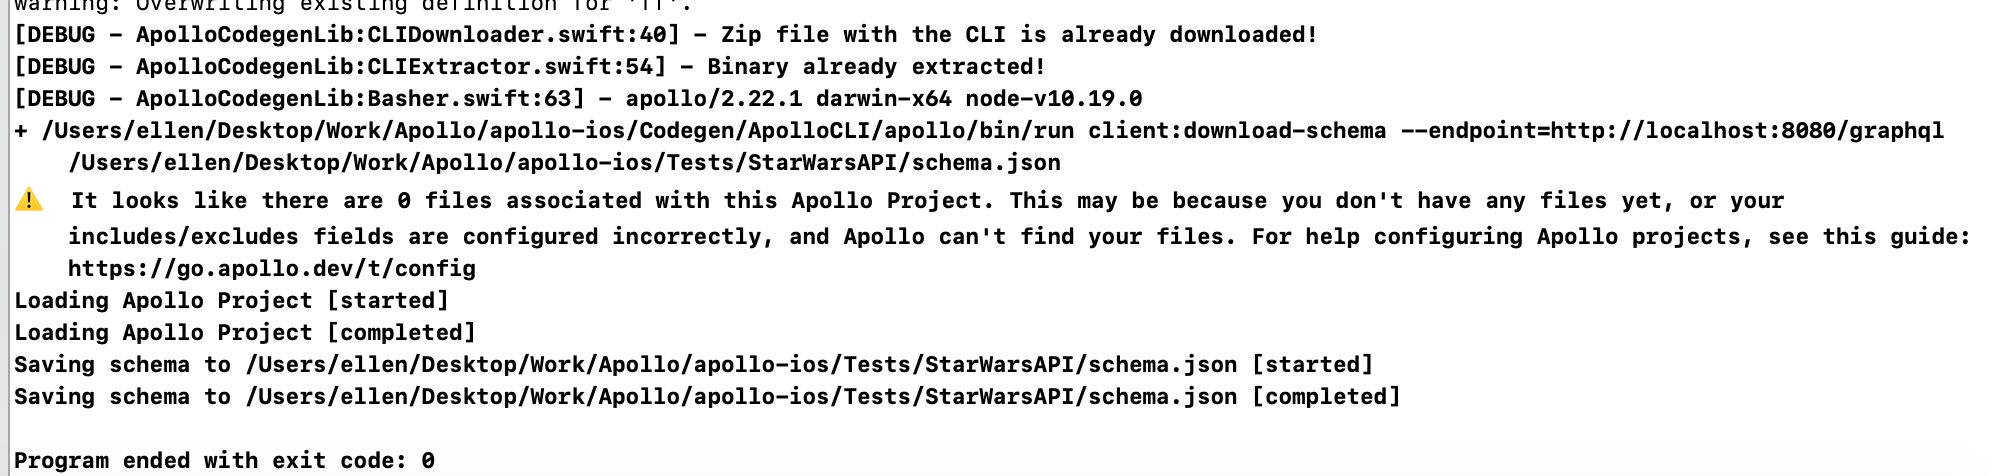 warning: Overwriting existing definition for
[DEBUG - ApolloCodegenLib:CLIDownloader.swift:40] - Zip file with the CLI is already downloaded!
[DEBUG - ApolloCodegenLib:CLIExtractor.swift:54] - Binary already extracted!
[DEBUG - ApolloCodegenLib:Basher.swift:63] - apollo/2.22.1 darwin-x64 node-v10.19.0
+ /Users/ellen/Desktop/Work/Apollo/apollo-ios/Codegen/ApolloCLI/apollo/bin/run client:download-schema --endpoint=http://localhost:8080/graphql
/Users/ellen/Desktop/Work/Apollo/apollo-ios/Tests/StarWarsAPI/schema.json
⚠️ It looks like there are 0 files associated with this Apollo Project. This may be because you don't have any files yet, or your
includes/excludes fields are configured incorrectly, and Apollo can't find your files. For help configuring Apollo projects, see this guide:
https://go.apollo.dev/t/config
Loading Apollo Project [started]
Loading Apollo Project [completed]
Saving schema to /Users/ellen/Desktop/Work/Apollo/apollo-ios/Tests/StarWarsAPI/schema.json [started]
Saving schema to /Users/ellen/Desktop/Work/Apollo/apollo-ios/Tests/StarWarsAPI/schema.json [completed]
Program ended with exit code: 0